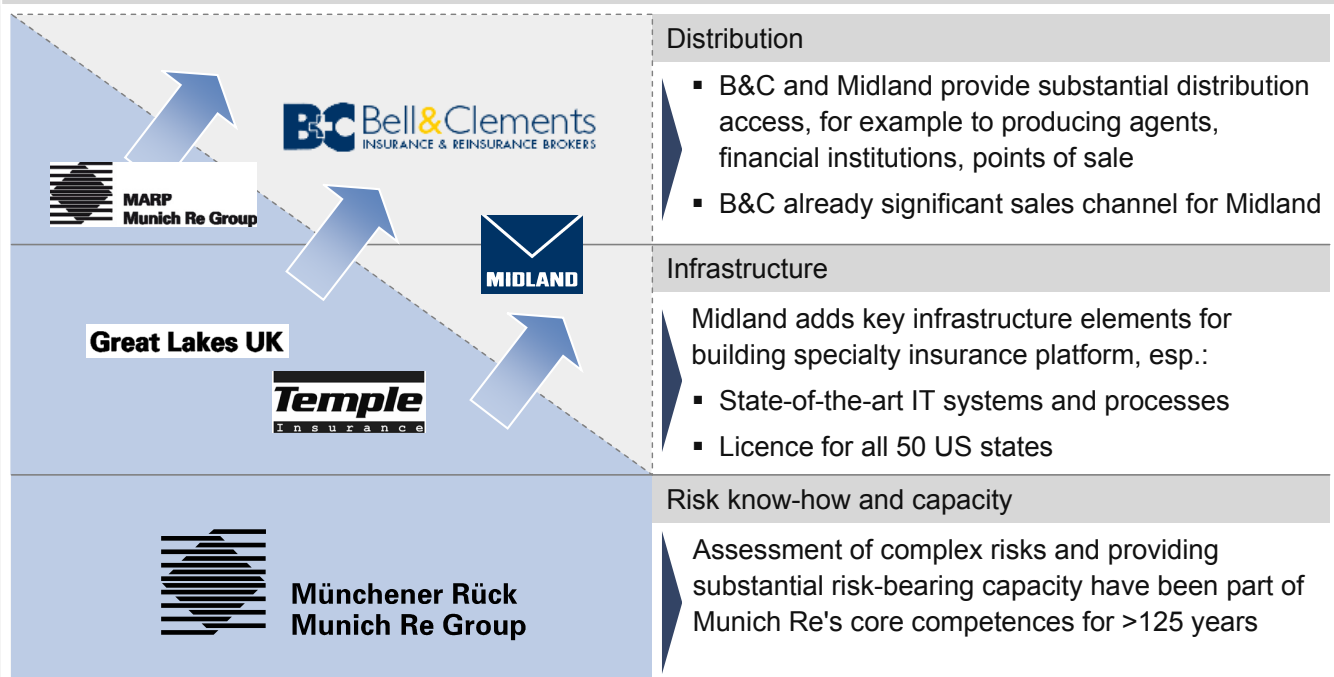 Distribution
▪ B&C and Midland provide substantial distribution
access, for example to producing agents,
financial institutions, points of sale
▪ B&C already significant sales channel for Midland
B&C Bell&Clements
INSURANCE & REINSURANCE BROKERS
MARP
Munich Re Group
MIDLAND
Infrastructure
Midland adds key infrastructure elements for
building specialty insurance platform, esp.:
▪ State-of-the-art IT systems and processes
▪ Licence for all 50 US states
Great Lakes UK
Temple
Insurance
Risk know-how and capacity
Assessment of complex risks and providing
substantial risk-bearing capacity have been part of
Munich Re's core competences for >125 years
Münchener Rück
Munich Re Group